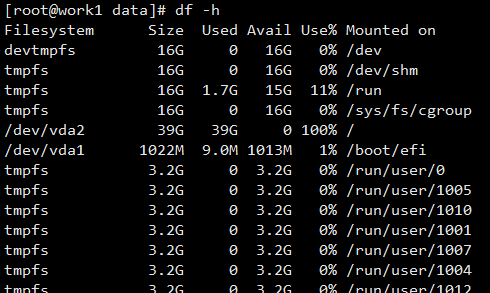 [root@work1 data]# df -h
Filesystem Size Used Avail Use% Mounted on
devtmpfs 16G 0 16G 0% /dev
tmpfs 16G 0 16G 0% /dev/shm
tmpfs 16G 1.7G 15G 11% /run
tmpfs 16G 0 16G 0% /sys/fs/cgroup
/dev/vda2 39G 39G 0 100% /
/dev/vda1 1022M 9.0M 1013M 1% /boot/efi
tmpfs 3.2G 0 3.2G 0% /run/user/0
tmpfs 3.2G 0 3.2G 0% /run/user/1005
tmpfs 3.2G 0 3.2G 0% /run/user/1010
tmpfs 3.2G 0 3.2G 0% /run/user/1001
tmpfs 3.2G 0 3.2G 0% /run/user/1007
tmpfs 3.2G 0 3.2G 0% /run/user/1004
tmpfs 3.2G 0 3.2G 0% /run/user/1012